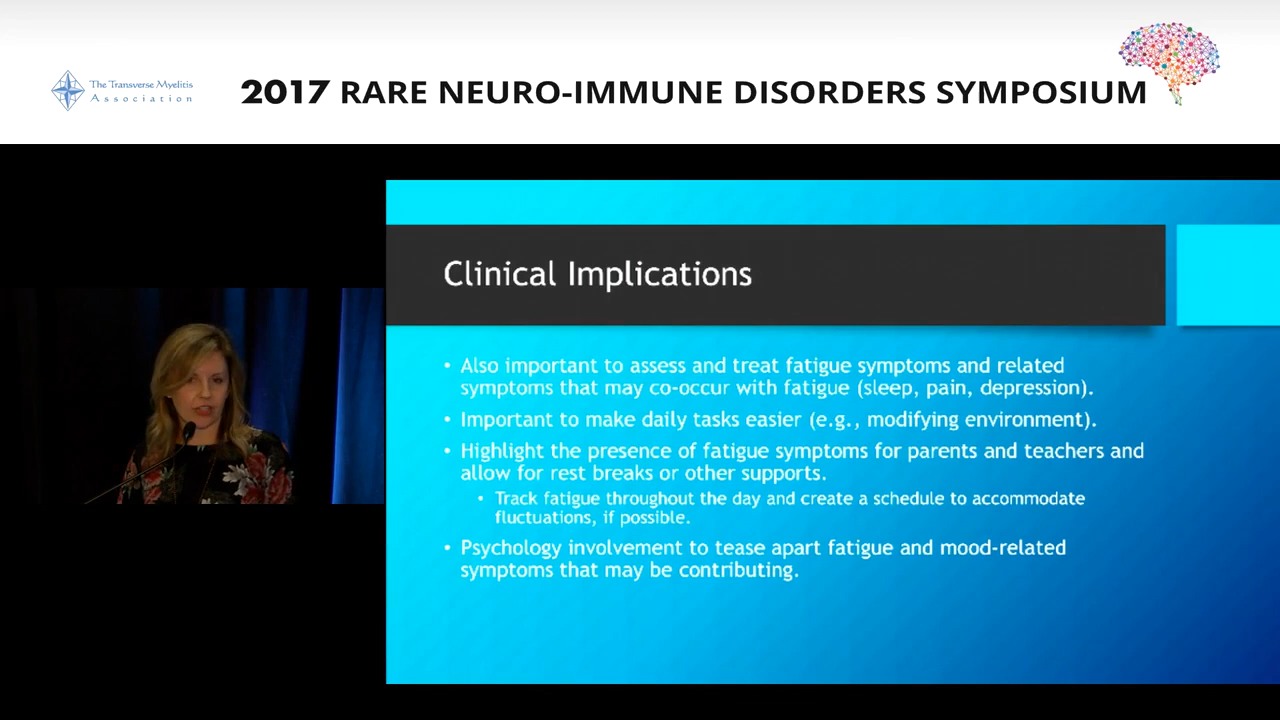 The Transverse Myelitis
Association
2017 RARE NEURO-IMMUNE DISORDERS SYMPOSIUM
Clinical Implications
• Also important to assess and treat fatigue symptoms and related
symptoms that may co-occur with fatigue (sleep, pain, depression).
• Important to make daily tasks easier (e.g., modifying environment).
• Highlight the presence of fatigue symptoms for parents and teachers and
allow for rest breaks or other supports.
• Track fatigue throughout the day and create a schedule to accommodate
fluctuations, if possible.
• Psychology involvement to tease apart fatigue and mood-related
symptoms that may be contributing.